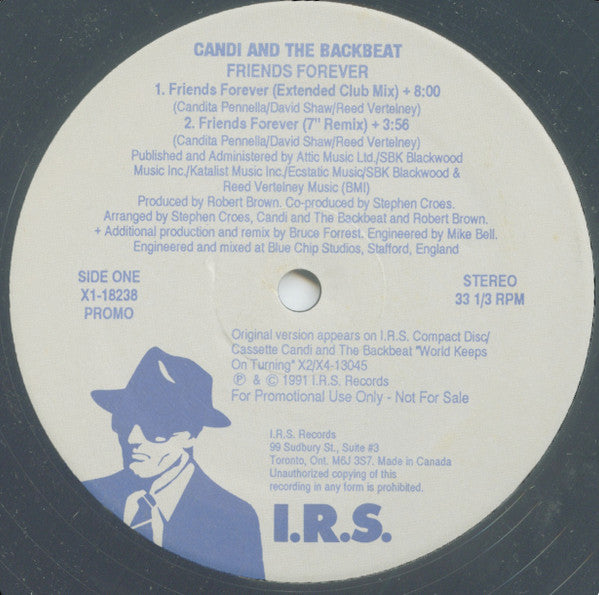 CANDI AND THE BACKBEAT
FRIENDS FOREVER
1. Friends Forever (Extended Club Mix) + 8:00
(Candita Pennella/David Shaw/Reed Vertelney)
2. Friends Forever (7" Remix) + 3:56
(Candita Pennella/David Shaw/Reed Vertelney)
Published and Administered by Attic Music Ltd./SBK Blackwood
Music Inc./Katalist Music Inc./Ecstatic Music/SBK Blackwood &
Reed Vertelney Music (BMI)
Produced by Robert Brown. Co-produced by Stephen Croes.
Arranged by Stephen Croes, Candi and The Backbeat and Robert Brown.
+ Additional production and remix by Bruce Forrest. Engineered by Mike Bell.
Engineered and mixed at Blue Chip Studios, Stafford, England
SIDE ONE
X1-18238
PROMO
STEREO
33 1/3 RPM
Original version appears on I.R.S. Compact Disc/
Cassette Candi and The Backbeat "World Keeps
On Turning" X2/X4-13045
℗ & © 1991 I.R.S. Records
For Promotional Use Only - Not For Sale
I.R.S. Records
99 Sudbury St., Suite #3
Toronto, Ont. M6J 3S7. Made in Canada
Unauthorized copying of this
recording in any form is prohibited.
I.R.S.